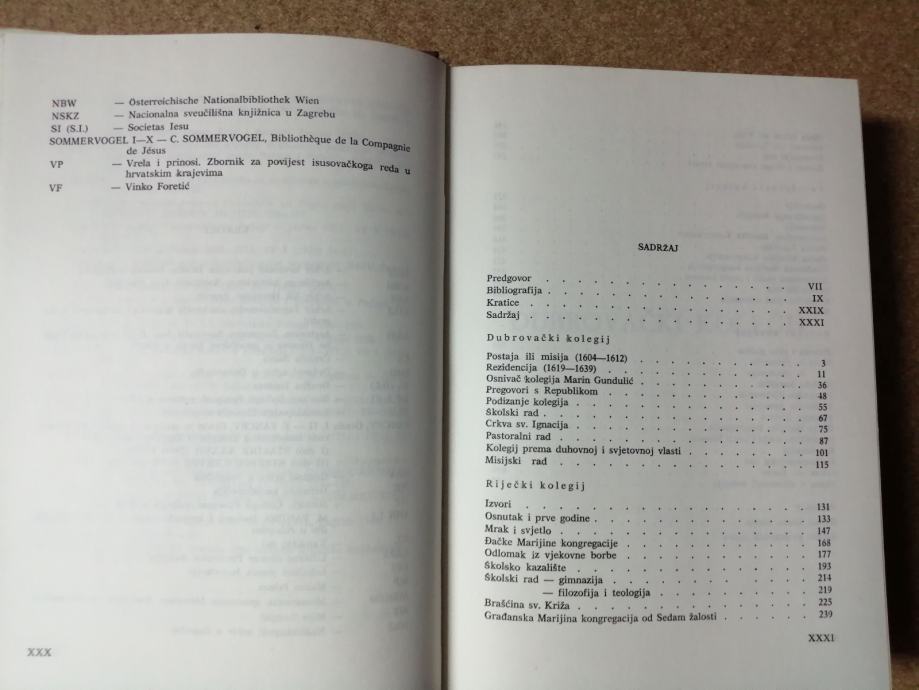 NBW — Österreichische Nationalbibliothek Wien
NSKZ — Nacionalna sveučilišna knjižnica u Zagrebu
SI (S.I.) — Societas Iesu
SOMMERVOGEL I—X — C. SOMMERVOGEL, Bibliothèque de la Compagnie
de Jésus
VP — Vrela i prinosi. Zbornik za povijest isusovačkoga reda u
hrvatskim krajevima
VF — Vinko Foretić
XXX
SADRŽAJ
Predgovor . . . . . . . . . . . . . . . . VII
Bibliografija . . . . . . . . . . . . . . . . IX
Kratice . . . . . . . . . . . . . . . . XXIX
Sadržaj . . . . . . . . . . . . . . . . XXXI
Dubrovački kolegij
Postaja ili misija (1604—1612) . . . . . . . . . . 3
Rezidencija (1619—1639) . . . . . . . . . . . 11
Osnivač kolegija Marin Gundulić . . . . . . . . . . 36
Pregovori s Republikom . . . . . . . . . . . 48
Podizanje kolegija . . . . . . . . . . . . . 55
Školski rad . . . . . . . . . . . . . . 67
Crkva sv. Ignacija . . . . . . . . . . . . . 75
Pastoralni rad . . . . . . . . . . . . . . 87
Kolegij prema duhovnoj i svjetovnoj vlasti . . . . . . . 101
Misijski rad . . . . . . . . . . . . . . 115
Riječki kolegij
Izvori . . . . . . . . . . . . . . . . 131
Osnutak i prve godine . . . . . . . . . . . . 133
Mrak i svjetlo . . . . . . . . . . . . . . 147
Đačke Marijine kongregacije . . . . . . . . . . 168
Odlomak iz vjekovne borbe . . . . . . . . . . 177
Školsko kazalište . . . . . . . . . . . . . 193
Školski rad — gimnazija . . . . . . . . . . . 214
— filozofija i teologija . . . . . . . . . 219
Brašćina sv. Križa . . . . . . . . . . . . . 225
Građanska Marijina kongregacija od Sedam žalosti . . . . . . 239
XXXI